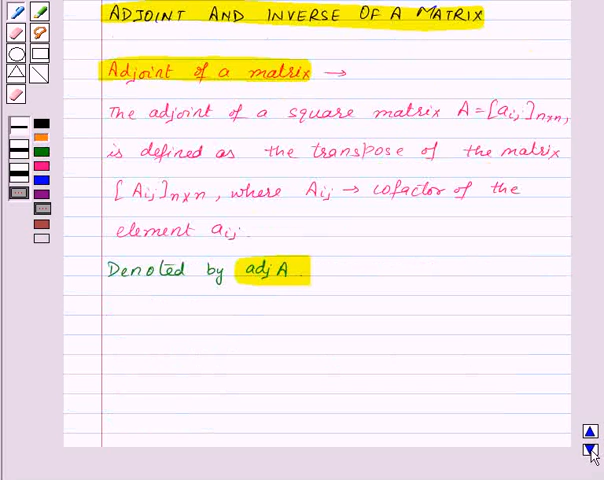 ADJOINT AND INVERSE OF A MATRIX
Adjoint of a matrix →
The adjoint of a square matrix A=[aij]n×n,
is defined as the transpose of the matrix
[Aij]n×n, where Aij → cofactor of the
element aij.
Denoted by adj A